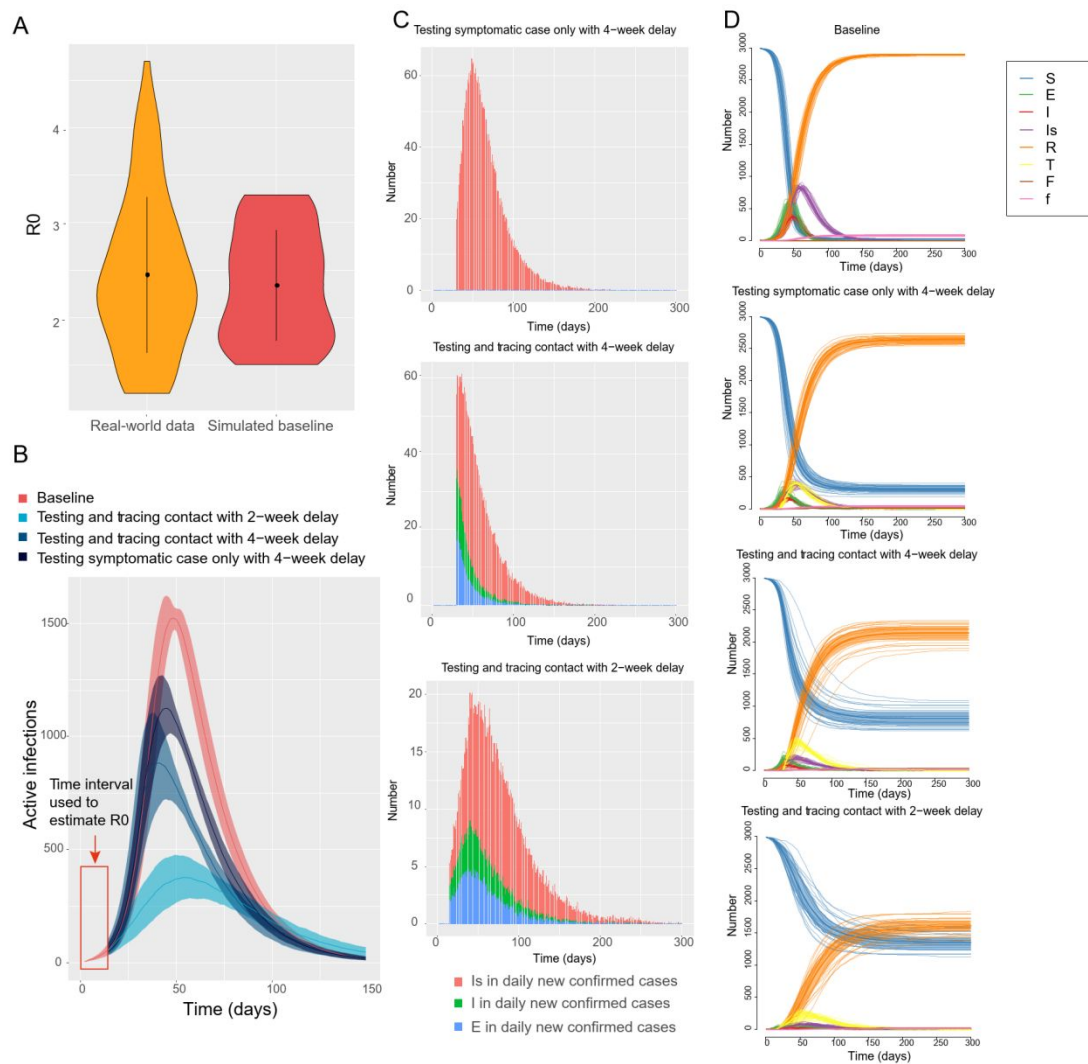 A
R0
4
3
2
Real-world data
Simulated baseline
B
Baseline
Testing and tracing contact with 2-week delay
Testing and tracing contact with 4-week delay
Testing symptomatic case only with 4-week delay
Active infections
1500
1000
500
0
Time interval
used to
estimate R0
0
50
100
150
Time (days)
C
Testing symptomatic case only with 4-week delay
Number
60
40
20
0
0
100
200
300
Time (days)
Testing and tracing contact with 4-week delay
Number
60
40
20
0
0
100
200
300
Time (days)
Testing and tracing contact with 2-week delay
Number
20
15
10
5
0
0
100
200
300
Time (days)
Is in daily new confirmed cases
I in daily new confirmed cases
E in daily new confirmed cases
D
Baseline
Number
3000
2500
1500
1000
500
0
0
50
100
150
200
250
300
Time (days)
Testing symptomatic case only with 4-week delay
Number
3000
2500
1500
1000
500
0
0
50
100
150
200
250
300
Time (days)
Testing and tracing contact with 4-week delay
Number
3000
2500
1500
1000
500
0
0
50
100
150
200
250
300
Time (days)
Testing and tracing contact with 2-week delay
Number
3000
2500
1500
1000
500
0
0
50
100
150
200
250
300
Time (days)
S
E
I
Is
R
T
F
f